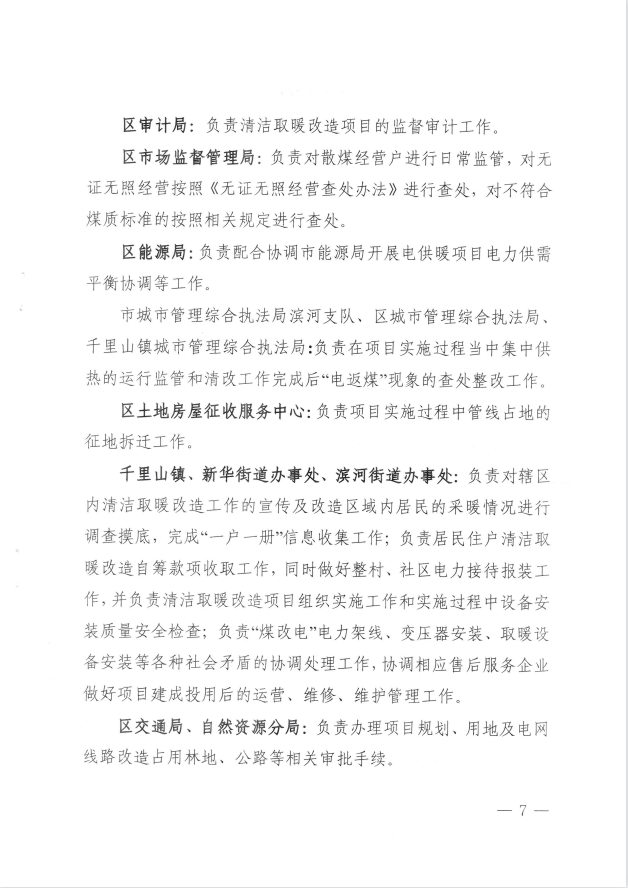 区审计局：负责清洁取暖改造项目的监督审计工作。
区市场监督管理局：负责对散煤经营户进行日常监管，对无
证无照经营按照《无证无照经营查处办法》进行查处，对不符合
煤质标准的按照相关规定进行查处。
区能源局：负责配合协调市能源局开展电供暖项目电力供需
平衡协调等工作。
市城市管理综合执法局滨河支队、区城市管理综合执法局、
千里山镇城市管理综合执法局：负责在项目实施过程当中集中供
热的运行监管和清改工作完成后“电返煤”现象的查处整改工作。
区土地房屋征收服务中心：负责项目实施过程中管线占地的
征地拆迁工作。
千里山镇、新华街道办事处、滨河街道办事处：负责对辖区
内清洁取暖改造工作的宣传及改造区域内居民的采暖情况进行
调查摸底，完成“一户一册”信息收集工作；负责居民住户清洁取
暖改造自筹款项收取工作，同时做好整村、社区电力接待报装工
作，并负责清洁取暖改造项目组织实施工作和实施过程中设备安
装质量安全检查；负责“煤改电”电力架线、变压器安装、取暖设
备安装等各种社会矛盾的协调处理工作，协调相应售后服务企业
做好项目建成投用后的运营、维修、维护管理工作。
区交通局、自然资源分局：负责办理项目规划、用地及电网
线路改造占用林地、公路等相关审批手续。
— 7 —